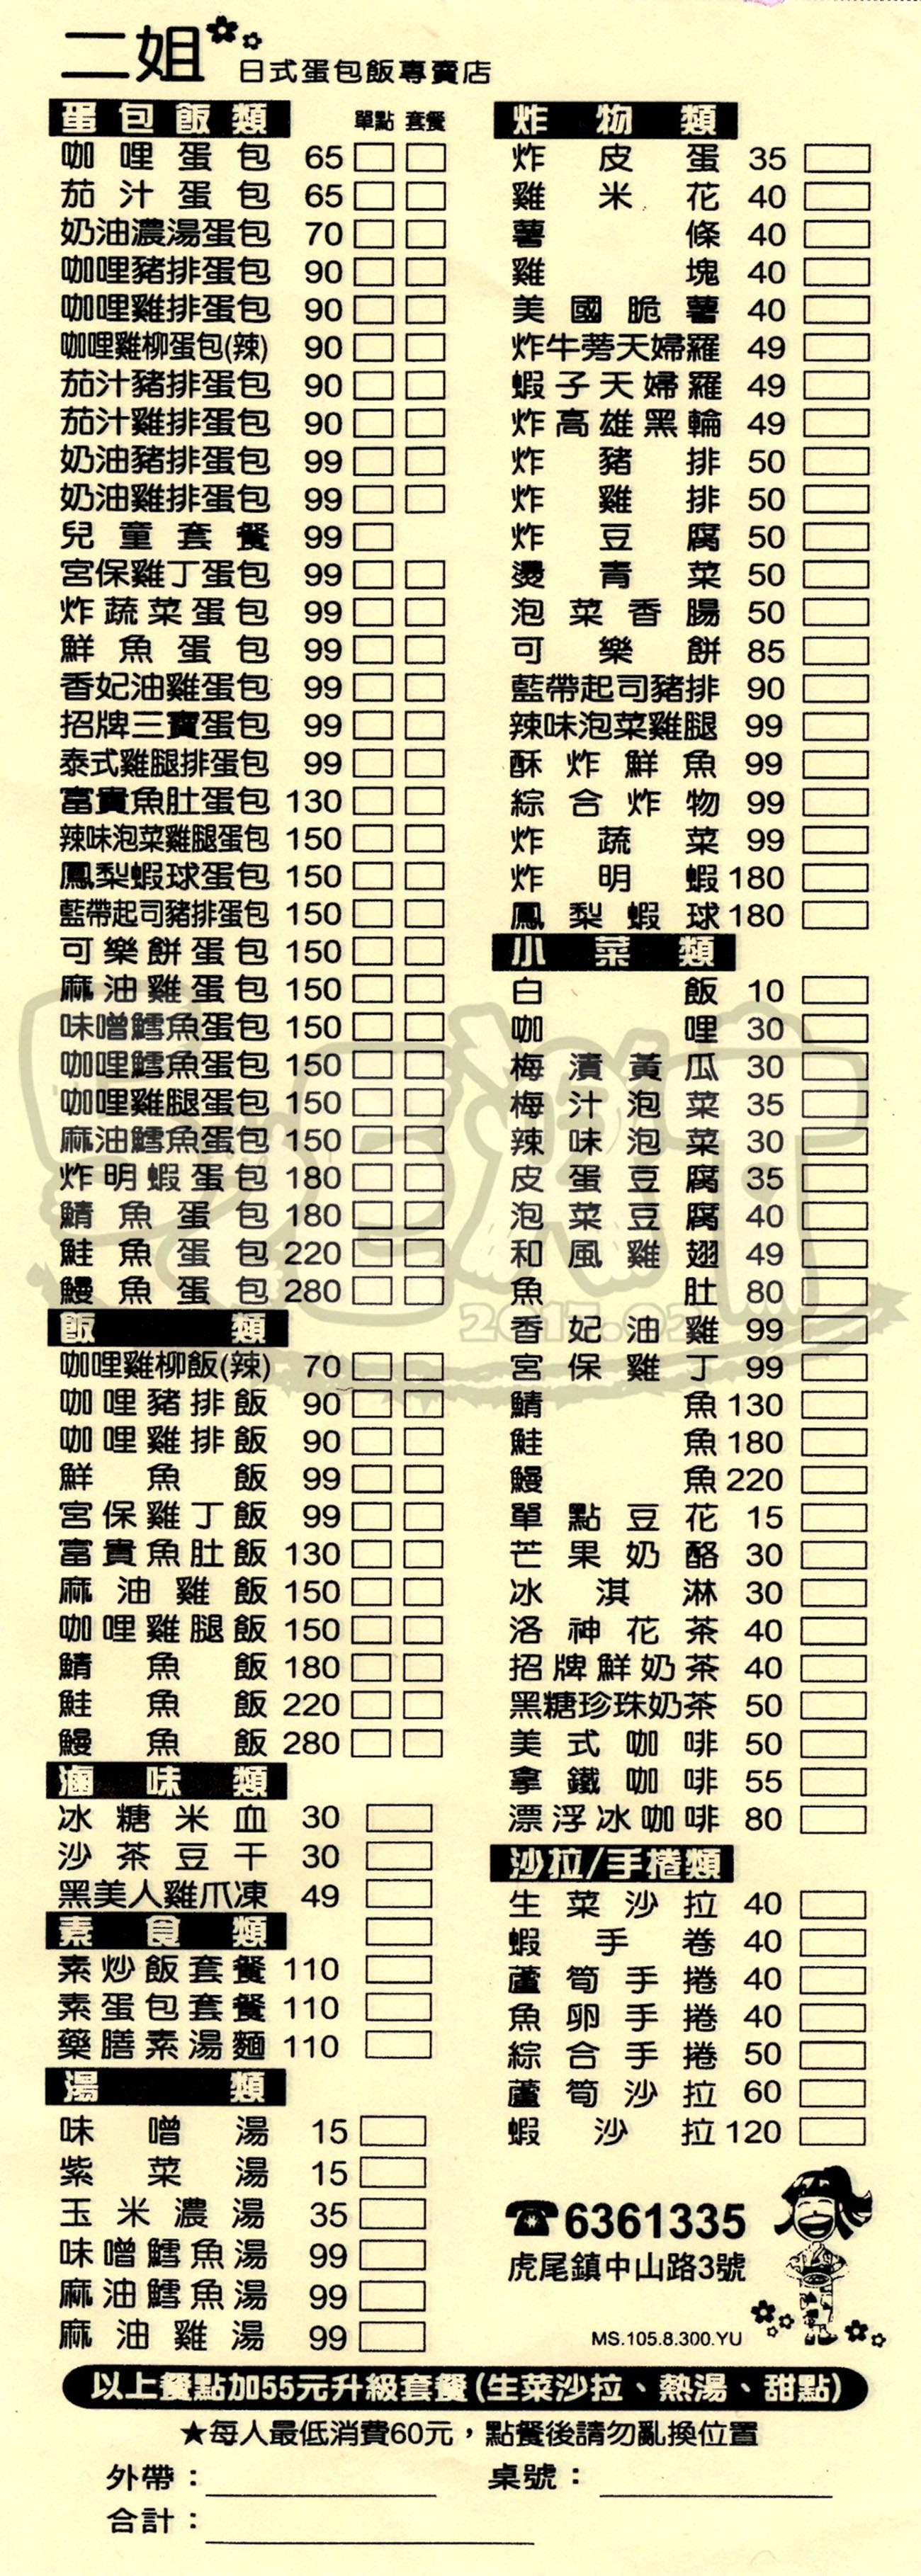 二姐
日式蛋包飯專賣店
蛋包飯類 單點 套餐
咖哩蛋包 65
茄汁蛋包 65
奶油濃湯蛋包 70
咖哩豬排蛋包 90
咖哩雞排蛋包 90
咖哩雞柳蛋包(辣) 90
茄汁豬排蛋包 90
茄汁雞排蛋包 90
奶油豬排蛋包 99
奶油雞排蛋包 99
兒童套餐 99
宮保雞丁蛋包 99
炸蔬菜蛋包 99
鮮魚蛋包 99
香妃油雞蛋包 99
招牌三寶蛋包 99
泰式雞腿排蛋包 99
富貴魚肚蛋包 130
辣味泡菜雞腿蛋包 150
鳳梨蝦球蛋包 150
藍帶起司豬排蛋包 150
可樂餅蛋包 150
麻油雞蛋包 150
味噌鱈魚蛋包 150
咖哩鱈魚蛋包 150
咖哩雞腿蛋包 150
麻油鱈魚蛋包 150
炸明蝦蛋包 180
鯖魚蛋包 180
鮭魚蛋包 220
鰻魚蛋包 280
飯類
咖哩雞柳飯(辣) 70
咖哩豬排飯 90
咖哩雞排飯 90
鮮魚飯 99
宮保雞丁飯 99
富貴魚肚飯 130
麻油雞飯 150
咖哩雞腿飯 150
鯖魚飯 180
鮭魚飯 220
鰻魚飯 280
滷味類
冰糖米血 30
沙茶豆干 30
黑美人雞爪凍 49
素食類
素炒飯套餐 110
素蛋包套餐 110
藥膳素湯麵 110
湯類
味噌湯 15
紫菜湯 15
玉米濃湯 35
味噌鱈魚湯 99
麻油鱈魚湯 99
麻油雞湯 99
炸物類
炸皮蛋 35
雞米花 40
薯條 40
雞塊 40
美國脆薯 40
炸牛蒡天婦羅 49
蝦子天婦羅 49
炸高雄黑輪 49
炸豬排 50
炸雞排 50
炸豆腐 50
燙青菜 50
泡菜香腸 50
可樂餅 85
藍帶起司豬排 90
辣味泡菜雞腿 99
酥炸鮮魚 99
綜合炸物 99
炸蔬菜 99
炸明蝦 180
鳳梨蝦球 180
小菜類
白飯 10
咖哩 30
梅漬黃瓜 30
梅汁泡菜 35
辣味泡菜 30
皮蛋豆腐 35
泡菜豆腐 40
和風雞翅 49
魚肚 80
香妃油雞 99
宮保雞丁 99
鯖魚 130
鮭魚 180
鰻魚 220
單點豆花 15
芒果奶酪 30
冰淇淋 30
洛神花茶 40
招牌鮮奶茶 40
黑糖珍珠奶茶 50
美式咖啡 50
拿鐵咖啡 55
漂浮冰咖啡 80
沙拉/手捲類
生菜沙拉 40
蝦手卷 40
蘆筍手捲 40
魚卵手捲 40
綜合手捲 50
蘆筍沙拉 60
蝦沙拉 120
☎6361335
虎尾鎮中山路3號
MS.105.8.300.YU
以上餐點加55元升級套餐(生菜沙拉、熱湯、甜點)
★每人最低消費60元，點餐後請勿亂換位置
外帶： 桌號：
合計：